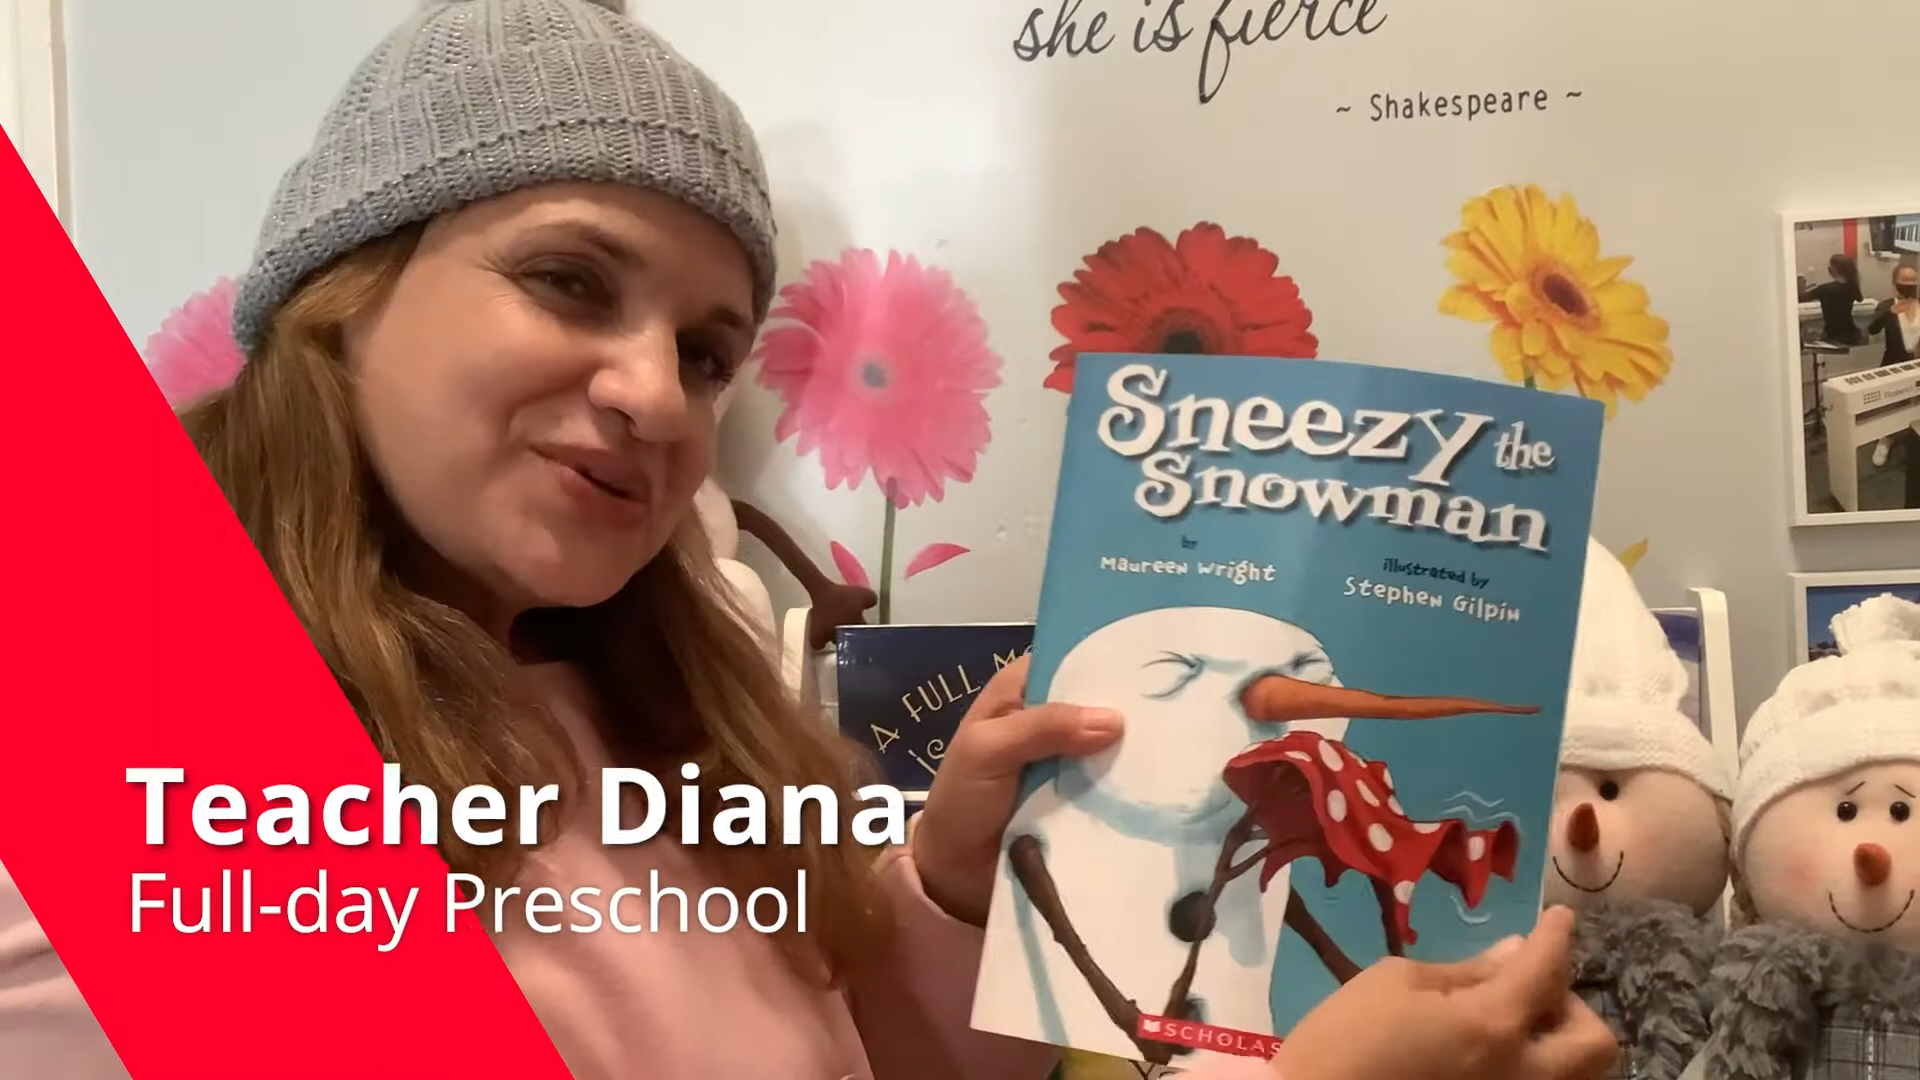 she is fierce
~ Shakespeare ~
Sneezy the
Snowman
by
Maureen Wright
illustrated by
Stephen Gilpin
A FULL
is
SCHOLAS
Teacher Diana
Full-day Preschool